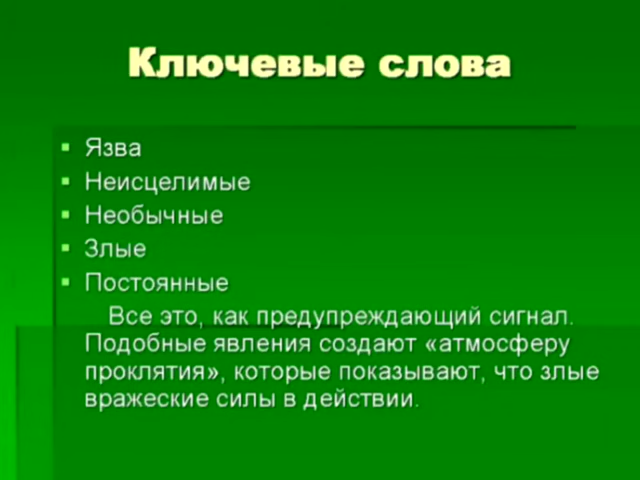 Ключевые слова
Язва
Неисцелимые
Необычные
Злые
Постоянные
Все это, как предупреждающий сигнал.
Подобные явления создают «атмосферу
проклятия», которые показывают, что злые
вражеские силы в действии.